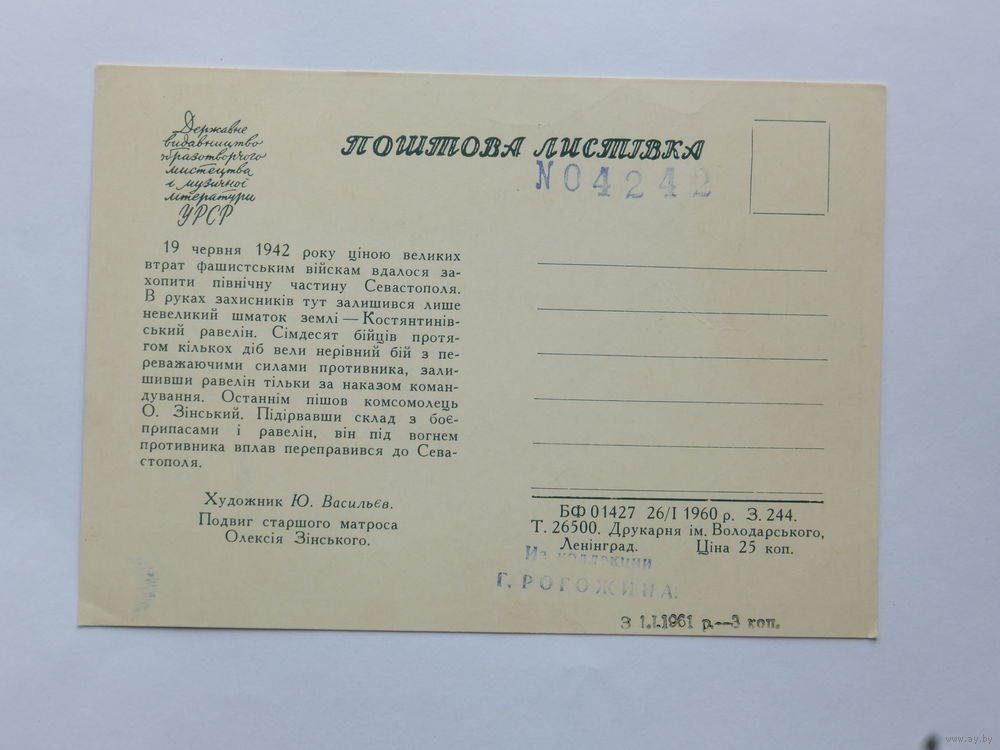 Державне
видавництво
образотворчого
мистецтва
і музичної
літератури
УРСР
ПОШТОВА ЛИСТІВКА
N04242
19 червня 1942 року ціною великих
втрат фашистським військам вдалося за-
хопити північну частину Севастополя.
В руках захисників тут залишився лише
невеликий шматок землі — Костянтинів-
ський равелін. Сімдесят бійців протя-
гом кількох діб вели нерівний бій з пе-
реважаючими силами противника, зали-
шивши равелін тільки за наказом коман-
дування. Останнім пішов комсомолець
О. Зінський. Підірвавши склад з боє-
припасами і равелін, він під вогнем
противника вплав переправився до Сева-
стополя.
Художник Ю. Васильєв.
Подвиг старшого матроса
Олексія Зінського.
БФ 01427 26/I 1960 р. З. 244.
Т. 26500. Друкарня ім. Володарського,
Ленінград. Ціна 25 коп.
Из коллекции
Г. РОГОЖИНА.
З 1.I.1961 р.—3 коп.
www.ay.by